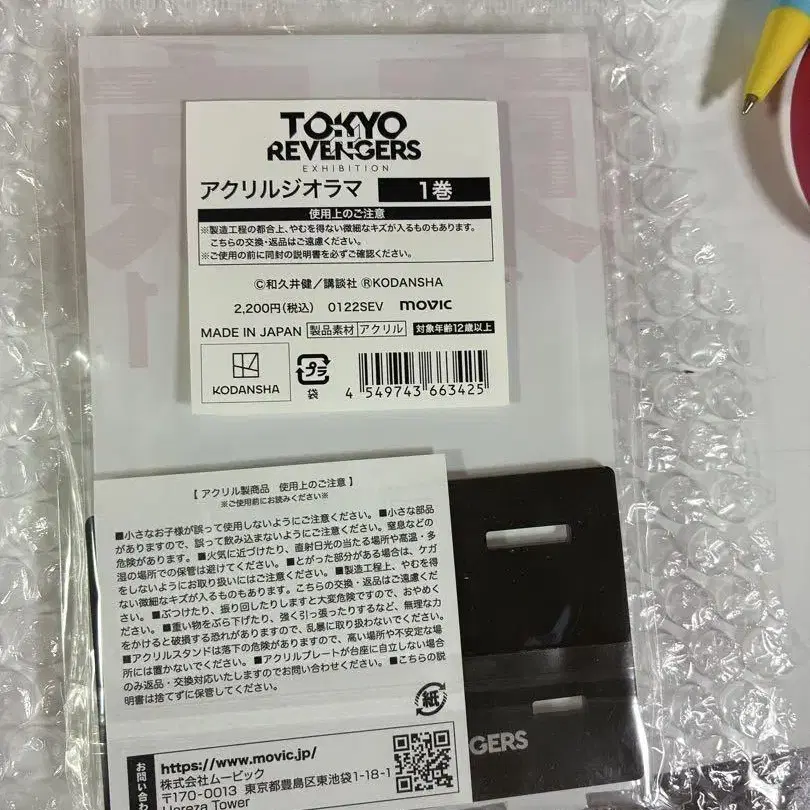 TOKYO
REVENGERS
EXHIBITION
アクリルジオラマ 1巻
使用上のご注意
※製造工程の都合上、やむを得ない微細なキズが入るものもあります。
こちらの交換・返品はご遠慮ください。
※ご使用の前に同封の説明書を必ずご確認ください。
©和久井健／講談社 ®KODANSHA
2,200円(税込) 0122SEV movic
MADE IN JAPAN 製品素材 アクリル 対象年齢12歳以上
KODANSHA
プラ
袋
4 549743 663425
【 アクリル製商品 使用上のご注意 】
※ご使用前にお読みください※
■小さなお子様が誤って使用しないようにご注意ください。■小さな部品
がありますので、誤って飲み込まないようにご注意ください。窒息などの
危険があります。■火気に近づけたり、直射日光の当たる場所や高温・多
湿の場所での保管は避けてください。■とがった部分がある場合は、ケガ
をしないようにお取り扱いにはご注意ください。■製造工程上、やむを得
ない微細なキズが入るものもあります。こちらの交換・返品はご遠慮くだ
さい。■ぶつけたり、振り回したりしますと大変危険ですので、おやめく
ださい。■重い物をぶら下げたり、強く引っ張ったりするなど、無理な力
をかけると破損する恐れがありますので、乱暴に取り扱わないでください。
■アクリルスタンドは落下の危険がありますので、高い場所や不安定な場
所には置かないでください。■アクリルプレートが台座に自立しない場合
のみ返品・交換対応いたしますのでお問い合わせください。■こちらの説
明書は捨てずに保管してください。
紙
お問い合わ
https://www.movic.jp/
株式会社ムービック
〒170-0013 東京都豊島区東池袋1-18-1
Hareza Tower
GERS
東
1